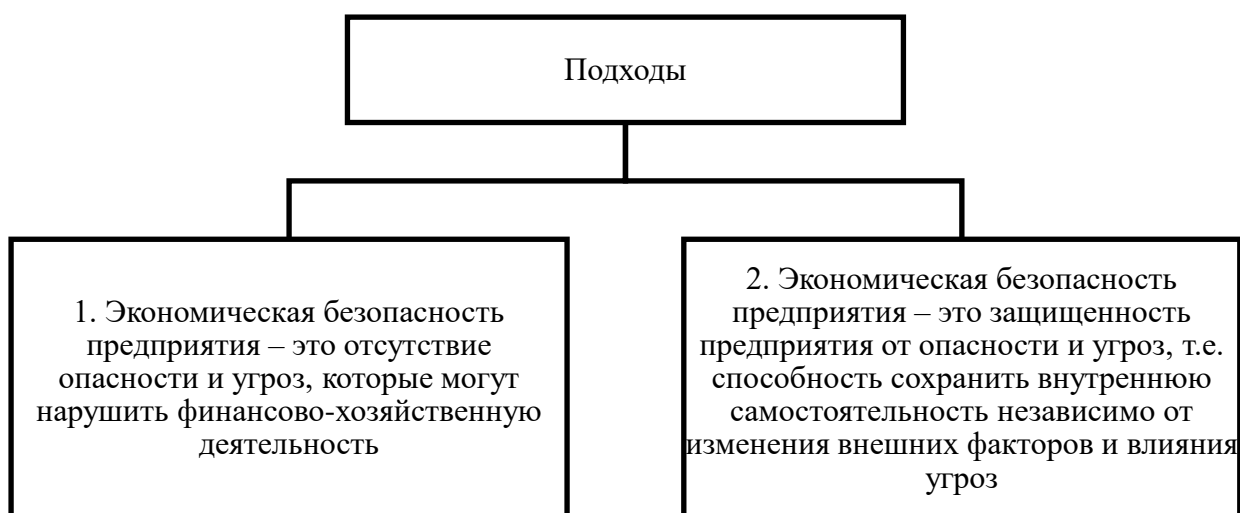 Подходы
1. Экономическая безопасность
предприятия – это отсутствие
опасности и угроз, которые могут
нарушить финансово-хозяйственную
деятельность
2. Экономическая безопасность
предприятия – это защищенность
предприятия от опасности и угроз, т.е.
способность сохранить внутреннюю
самостоятельность независимо от
изменения внешних факторов и влияния
угроз